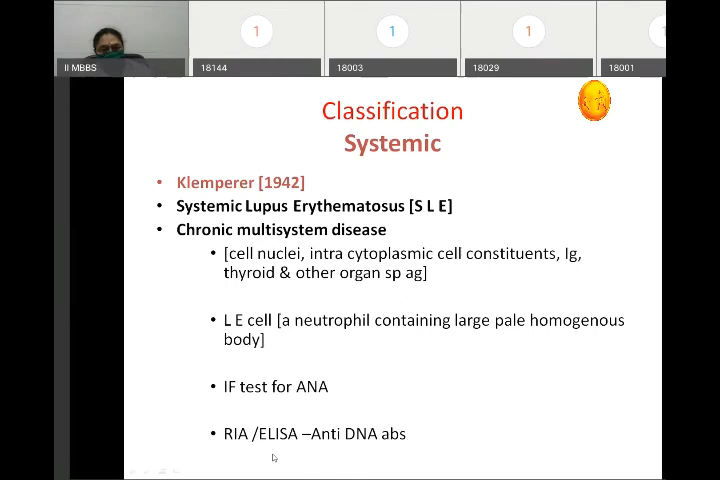 1
1
1
1
II MBBS
18144
18003
18029
18001
Classification
Systemic
• Klemperer [1942]
• Systemic Lupus Erythematosus [S L E]
• Chronic multisystem disease
• [cell nuclei, intra cytoplasmic cell constituents, Ig,
thyroid & other organ sp ag]
• L E cell [a neutrophil containing large pale homogenous
body]
• IF test for ANA
• RIA /ELISA –Anti DNA abs